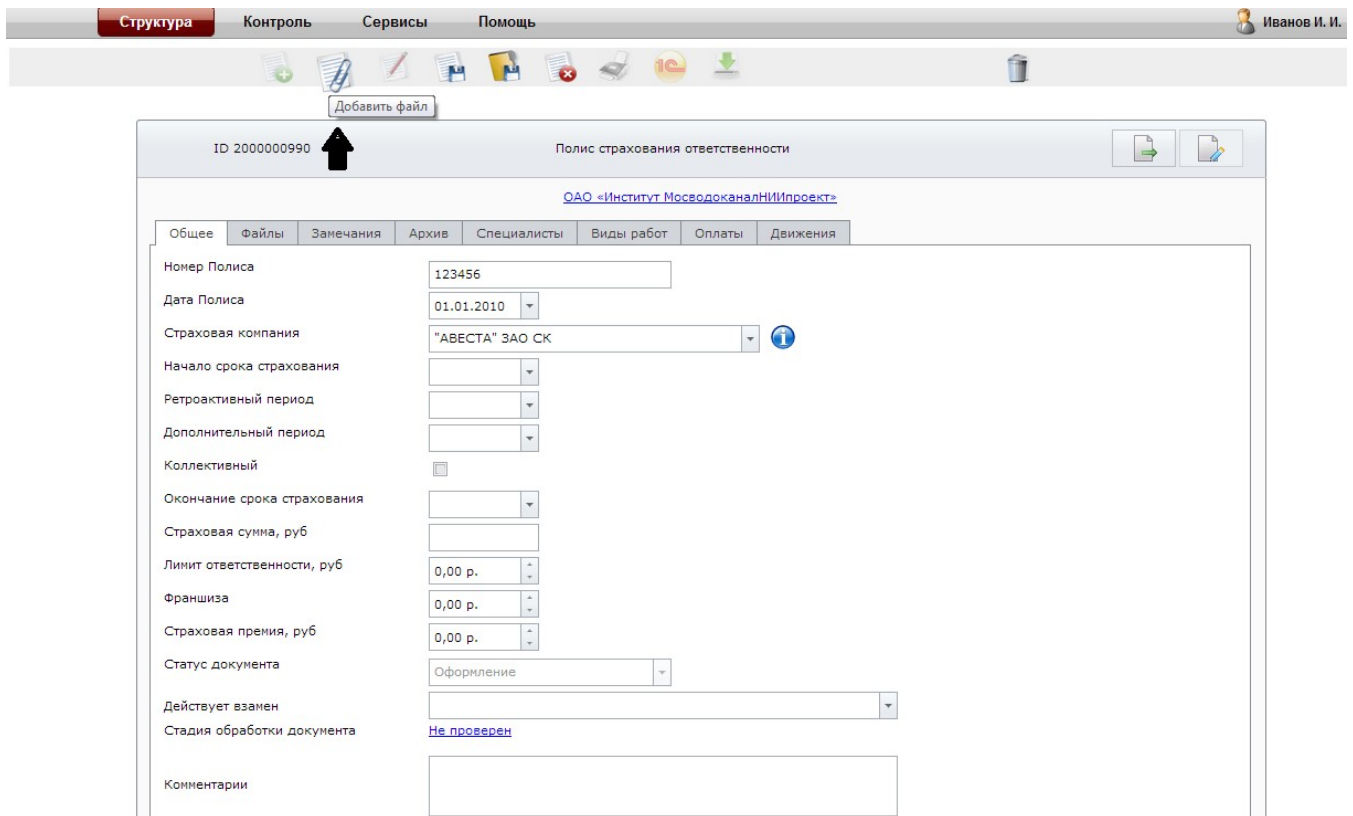 Структура Контроль Сервисы Помощь Иванов И. И.
1С
Добавить файл
ID 2000000990 Полис страхования ответственности
ОАО «Институт МосводоканалНИИпроект»
Общее Файлы Замечания Архив Специалисты Виды работ Оплаты Движения
Номер Полиса 123456
Дата Полиса 01.01.2010
Страховая компания "АВЕСТА" ЗАО СК
Начало срока страхования
Ретроактивный период
Дополнительный период
Коллективный
Окончание срока страхования
Страховая сумма, руб
Лимит ответственности, руб 0,00 р.
Франшиза 0,00 р.
Страховая премия, руб 0,00 р.
Статус документа Оформление
Действует взамен
Стадия обработки документа Не проверен
Комментарии